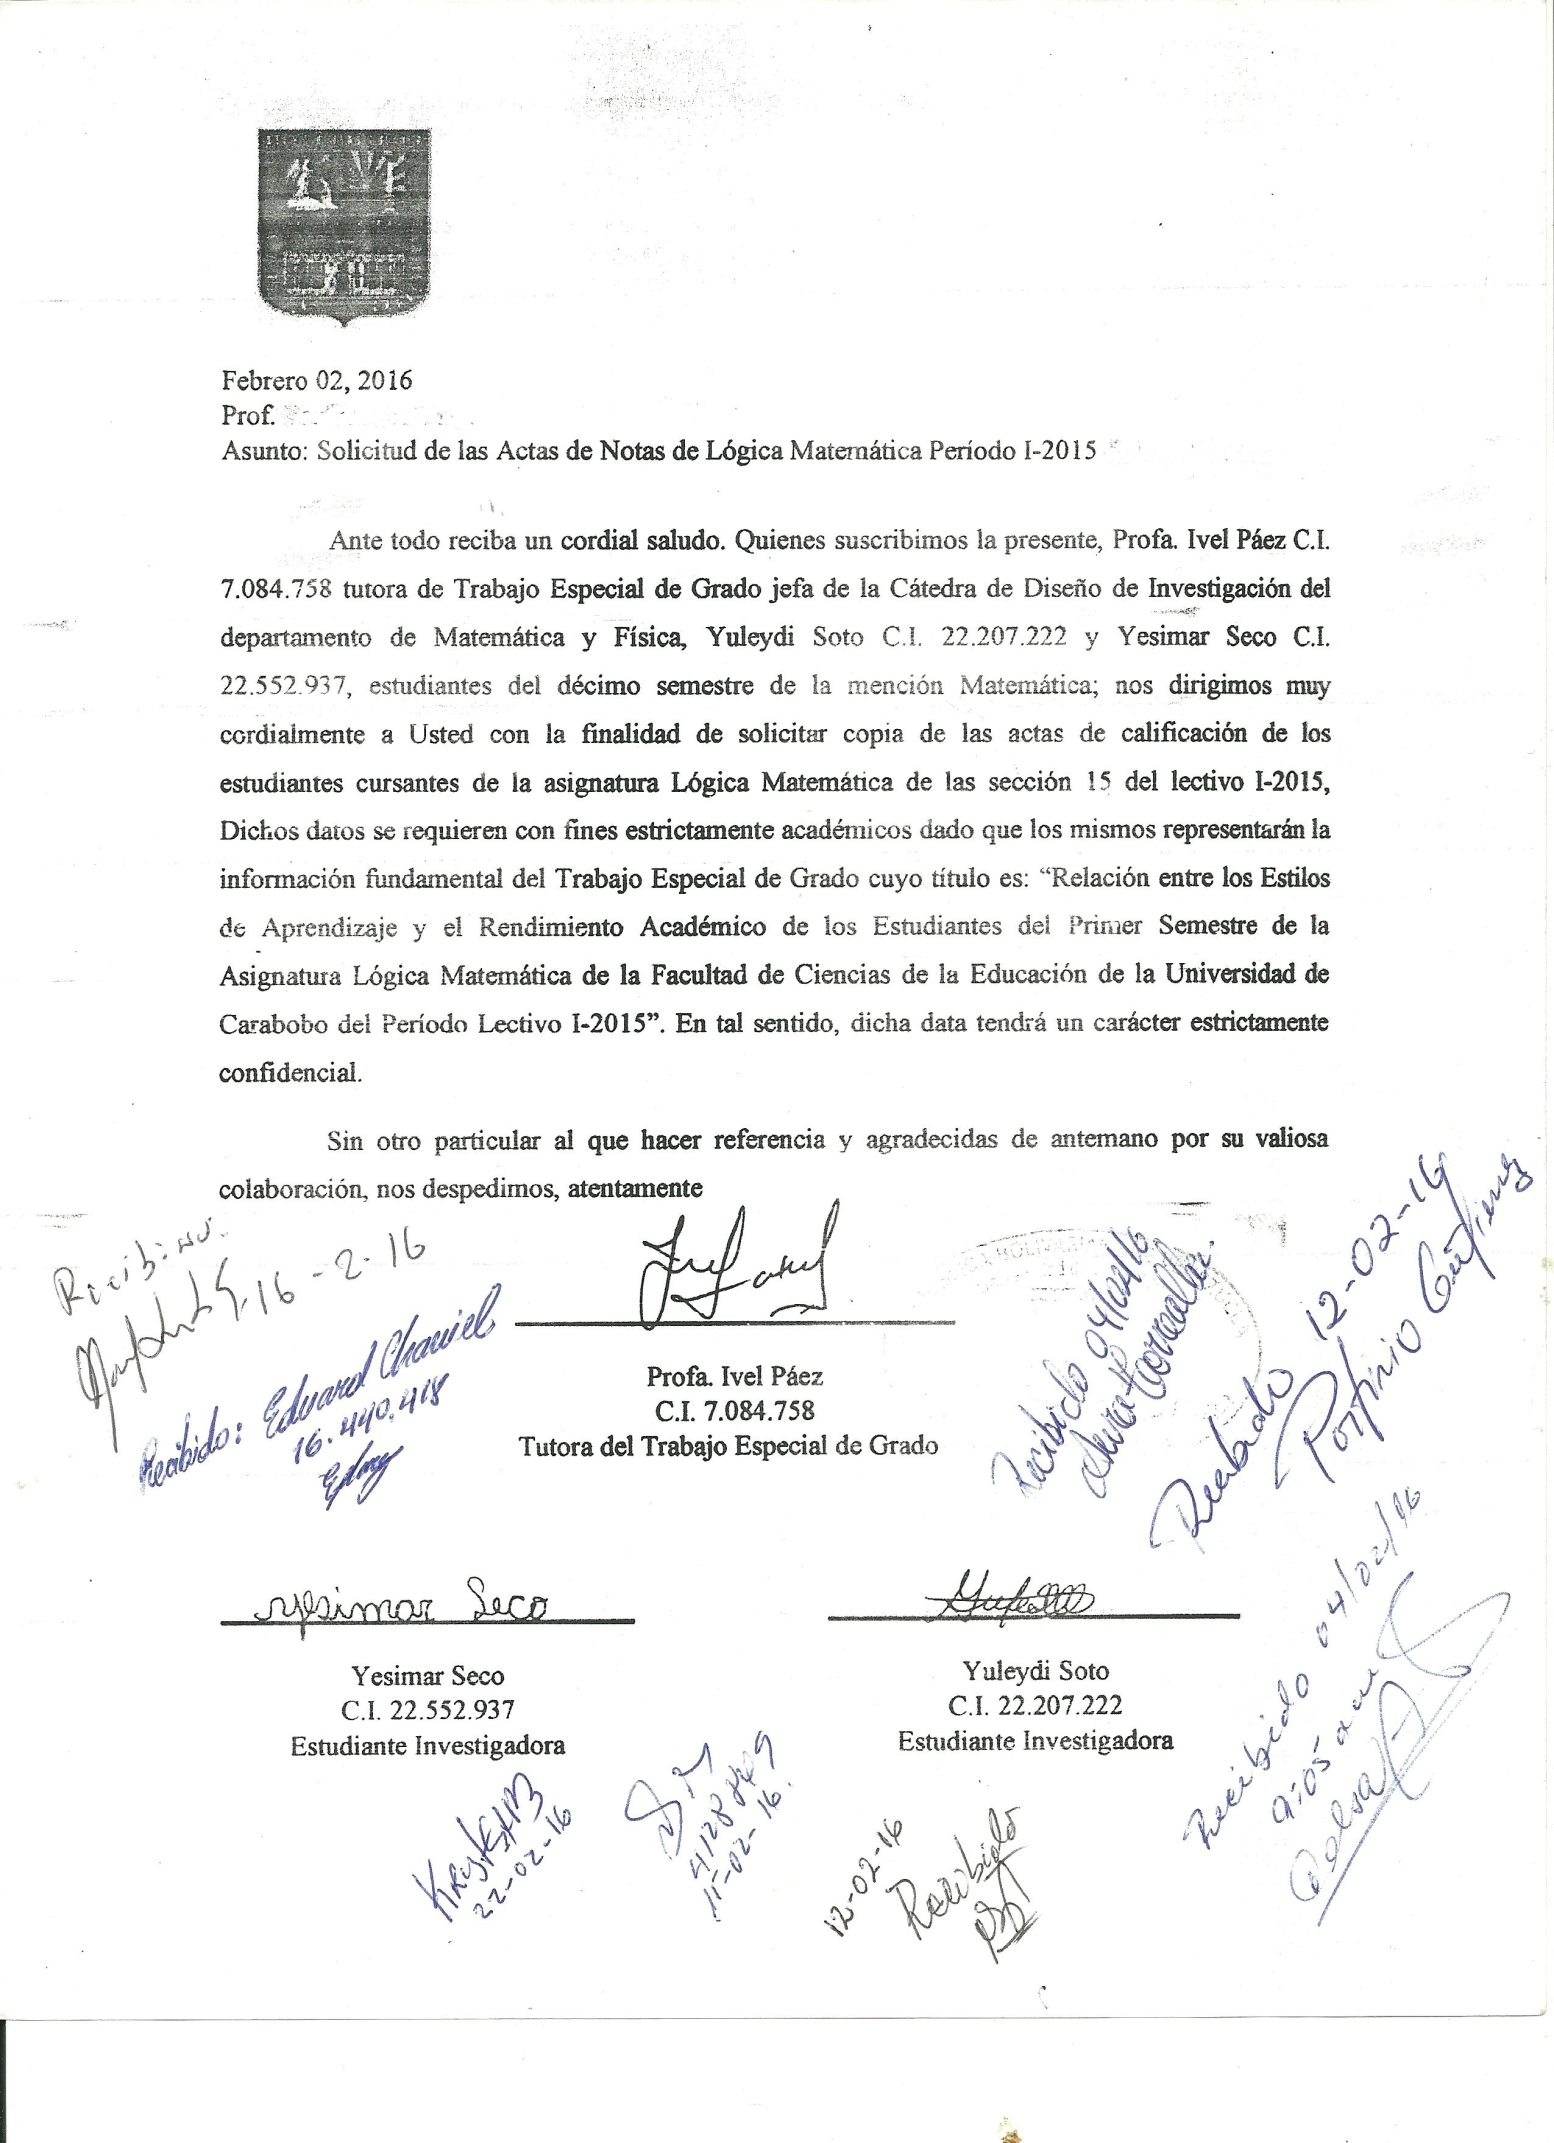 Febrero 02, 2016
Prof.
Asunto: Solicitud de las Actas de Notas de Lógica Matemática Período I-2015
Ante todo reciba un cordial saludo. Quienes suscribimos la presente, Profa. Ivel Páez C.I.
7.084.758 tutora de Trabajo Especial de Grado jefa de la Cátedra de Diseño de Investigación del
departamento de Matemática y Física, Yuleydi Soto C.I. 22.207.222 y Yesimar Seco C.I.
22.552.937, estudiantes del décimo semestre de la mención Matemática; nos dirigimos muy
cordialmente a Usted con la finalidad de solicitar copia de las actas de calificación de los
estudiantes cursantes de la asignatura Lógica Matemática de las sección 15 del lectivo I-2015,
Dichos datos se requieren con fines estrictamente académicos dado que los mismos representarán la
información fundamental del Trabajo Especial de Grado cuyo título es: “Relación entre los Estilos
de Aprendizaje y el Rendimiento Académico de los Estudiantes del Primer Semestre de la
Asignatura Lógica Matemática de la Facultad de Ciencias de la Educación de la Universidad de
Carabobo del Período Lectivo I-2015”. En tal sentido, dicha data tendrá un carácter estrictamente
confidencial.
Sin otro particular al que hacer referencia y agradecidas de antemano por su valiosa
colaboración, nos despedimos, atentamente
16-2-16
Recibido: Eduard Chaviel
16.440.418
Recibido 04/02/16
Recibido 12-02-16
Porfirio Gutiérrez
Profa. Ivel Páez
C.I. 7.084.758
Tutora del Trabajo Especial de Grado
Yesimar Seco
Yesimar Seco
C.I. 22.552.937
Estudiante Investigadora
Yuleydi Soto
C.I. 22.207.222
Estudiante Investigadora
Recibido 04/02/16
22-02-16
11-02-16.
12-02-16
Recibido